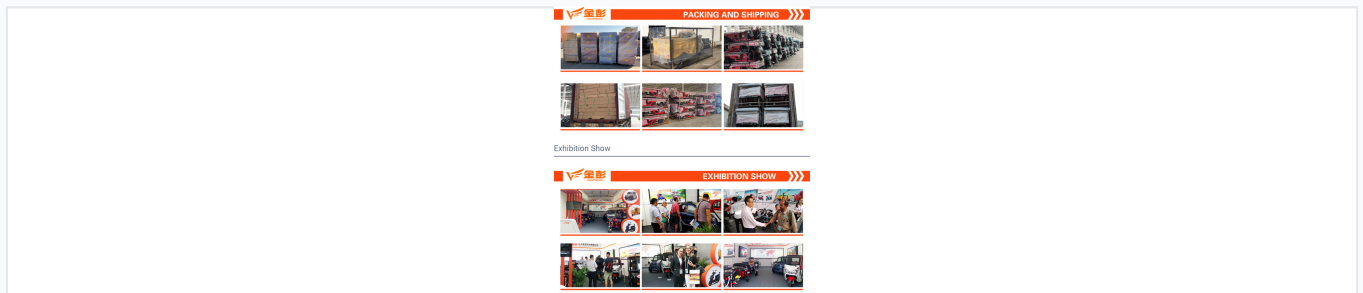 金彭
PACKING AND SHIPPING
Exhibition Show
金彭
EXHIBITION SHOW